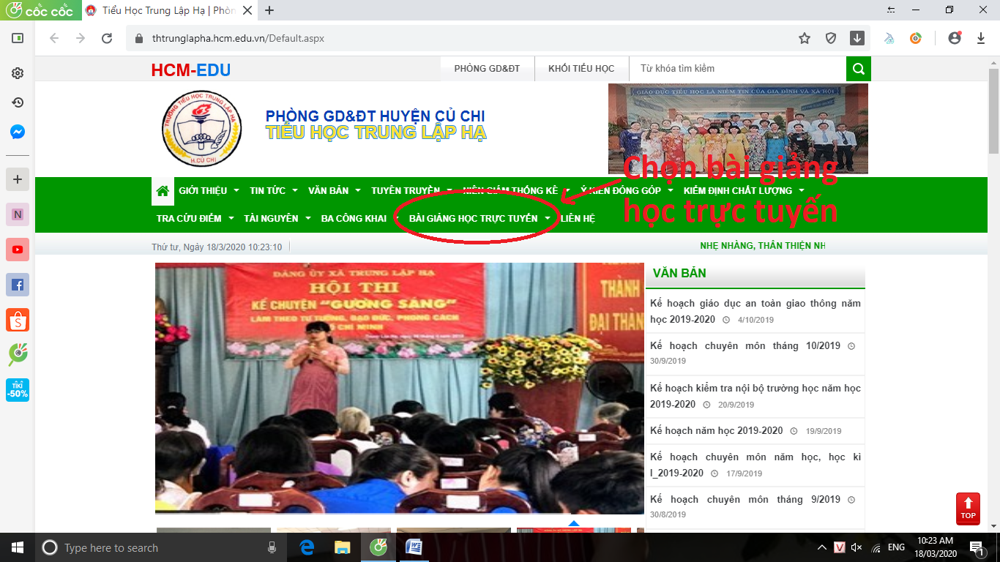 cốc cốc
Tiểu Học Trung Lập Hạ | Phòn
thtrunglapha.hcm.edu.vn/Default.aspx
HCM-EDU
PHÒNG GD&ĐT
KHỐI TIỂU HỌC
Từ khóa tìm kiếm
TRƯỜNG TIỂU HỌC TRUNG LẬP HẠ
H.CỦ CHI
PHÒNG GD&ĐT HUYỆN CỦ CHI
TIỂU HỌC TRUNG LẬP HẠ
GIÁO DỤC TIỂU HỌC LÀ NIỀM TIN CỦA GIA ĐÌNH VÀ XÃ HỘI
Chọn bài giảng
học trực tuyến
GIỚI THIỆU TIN TỨC VĂN BẢN TUYÊN TRUYỀN KIỂM GIÁM THỐNG KÊ Ý KIẾN ĐÓNG GÓP KIỂM ĐỊNH CHẤT LƯỢNG
TRA CỨU ĐIỂM TÀI NGUYÊN BA CÔNG KHAI BÀI GIẢNG HỌC TRỰC TUYẾN LIÊN HỆ
Thứ tư, Ngày 18/3/2020 10:23:10
NHẸ NHÀNG, THÂN THIỆN NH
ĐẢNG ỦY XÃ TRUNG LẬP HẠ
HỘI THI
KỂ CHUYỆN "GƯƠNG SÁNG"
LÀM THEO TƯ TƯỞNG, ĐẠO ĐỨC, PHONG CÁCH
CHÍ MINH
THÀNH
ĐẠI THÀN
VĂN BẢN
Kế hoạch giáo dục an toàn giao thông năm
học 2019-2020 4/10/2019
Kế hoạch chuyên môn tháng 10/2019
30/9/2019
Kế hoạch kiểm tra nội bộ trường học năm học
2019-2020 20/9/2019
Kế hoạch năm học 2019-2020 19/9/2019
Kế hoạch chuyên môn năm học, học kì
I_2019-2020 17/9/2019
Kế hoạch chuyên môn tháng 9/2019
30/8/2019
TOP
N
TIKI
-50%
Type here to search
ENG
10:23 AM
18/03/2020
1